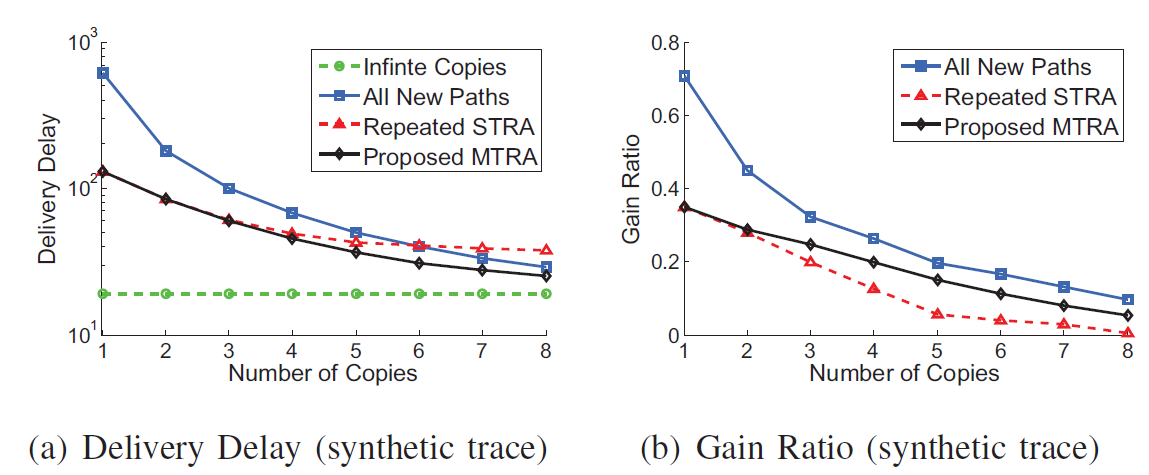 10^3
10^2
10^1
Delivery Delay
Infinte Copies
All New Paths
Repeated STRA
Proposed MTRA
1 2 3 4 5 6 7 8
Number of Copies
(a) Delivery Delay (synthetic trace)
0.8
0.6
0.4
0.2
0
Gain Ratio
All New Paths
Repeated STRA
Proposed MTRA
1 2 3 4 5 6 7 8
Number of Copies
(b) Gain Ratio (synthetic trace)